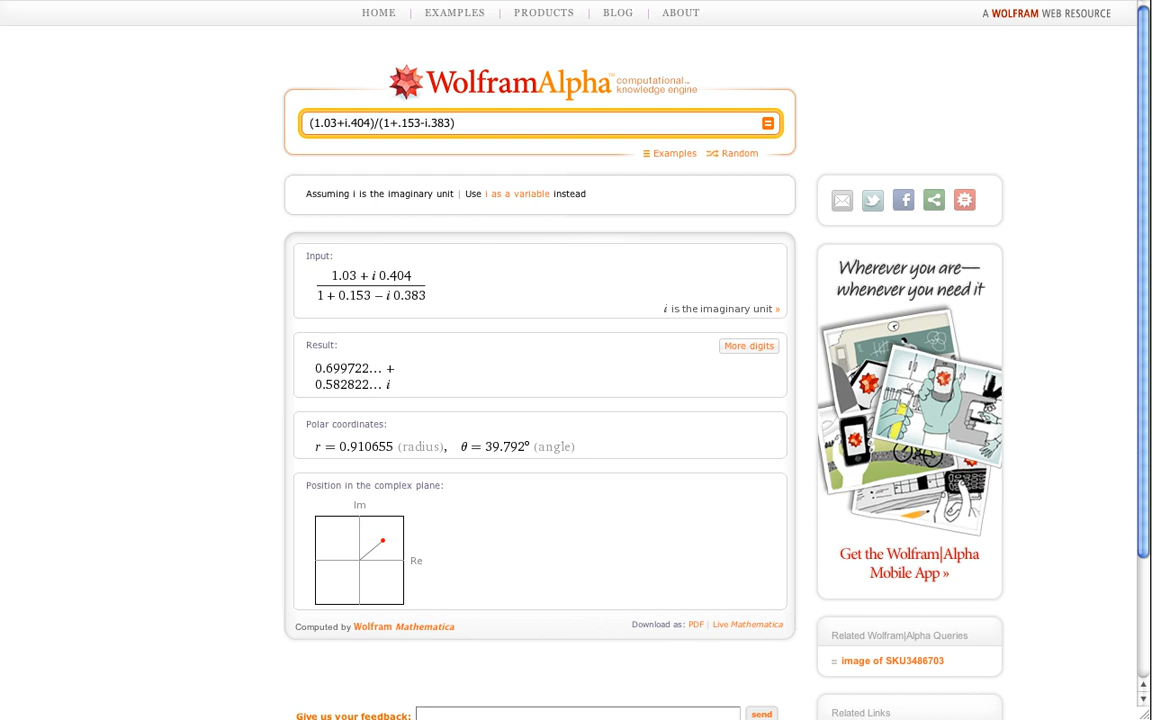 HOME | EXAMPLES | PRODUCTS | BLOG | ABOUT
A WOLFRAM WEB RESOURCE
WolframAlpha™ computational...
knowledge engine
(1.03+i.404)/(1+.153-i.383)
Examples Random
Assuming i is the imaginary unit | Use i as a variable instead
Input:
1.03 + i 0.404
1 + 0.153 − i 0.383
i is the imaginary unit »
Result:
More digits
0.699722... +
0.582822... i
Polar coordinates:
r = 0.910655 (radius), θ = 39.792° (angle)
Position in the complex plane:
Im
Re
Computed by Wolfram Mathematica
Download as: PDF | Live Mathematica
Give us your feedback:
send
Wherever you are—
whenever you need it
Get the Wolfram|Alpha
Mobile App »
Related Wolfram|Alpha Queries
image of SKU3486703
Related Links